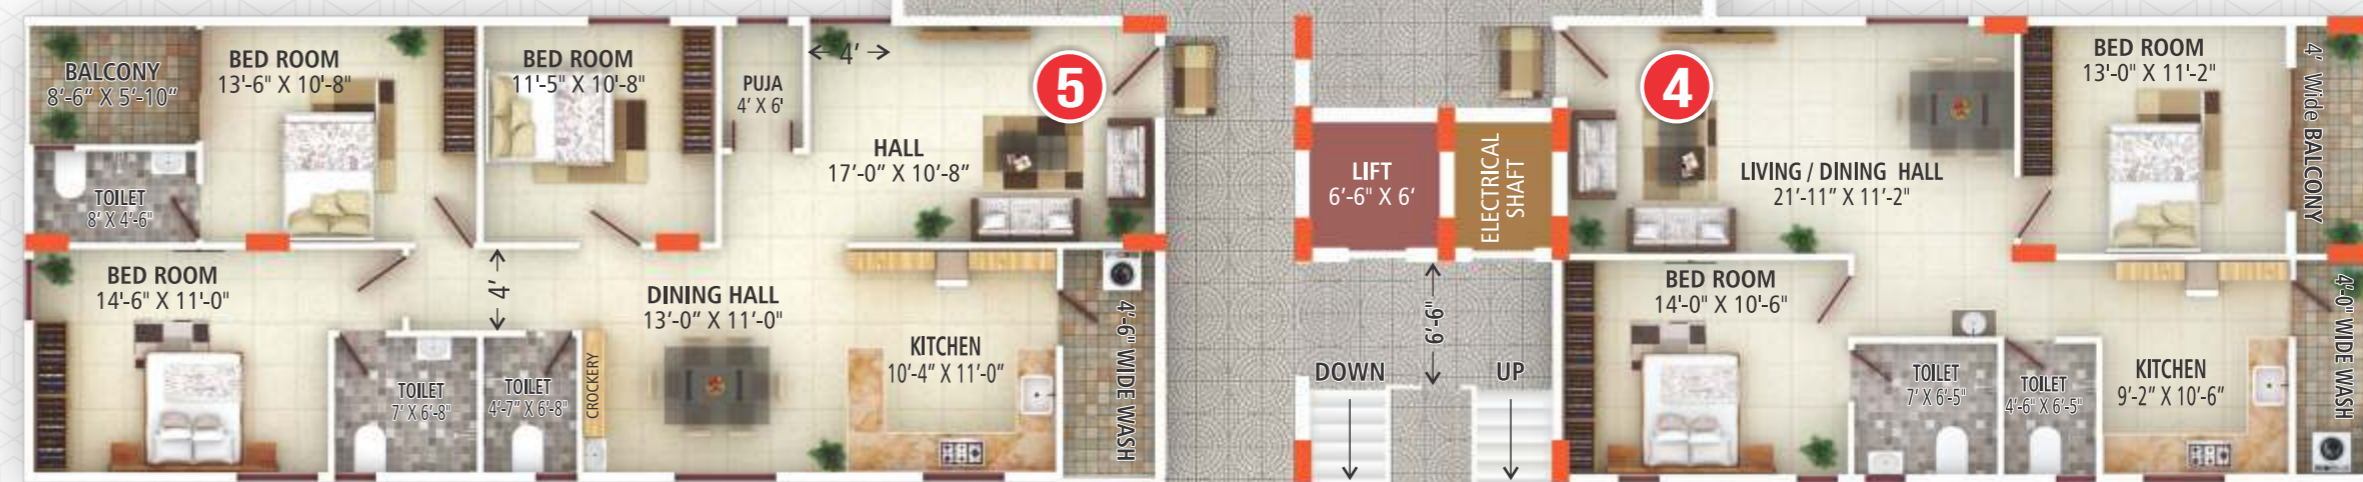 BALCONY
8'-6" X 5'-10"
BED ROOM
13'-6" X 10'-8"
BED ROOM
11'-5" X 10'-8"
PUJA
4' X 6'
4'
5
HALL
17'-0" X 10'-8"
TOILET
8' X 4'-6"
BED ROOM
14'-6" X 11'-0"
4'
DINING HALL
13'-0" X 11'-0"
TOILET
7' X 6'-8"
TOILET
4'-7" X 6'-8"
CROCKERY
KITCHEN
10'-4" X 11'-0"
4'-6" WIDE WASH
LIFT
6'-6" X 6'
ELECTRICAL
SHAFT
6'-6"
DOWN
UP
4
LIVING / DINING HALL
21'-11" X 11'-2"
BED ROOM
13'-0" X 11'-2"
4' Wide BALCONY
BED ROOM
14'-0" X 10'-6"
TOILET
7' X 6'-5"
TOILET
4'-6" X 6'-5"
KITCHEN
9'-2" X 10'-6"
4'-0" WIDE WASH